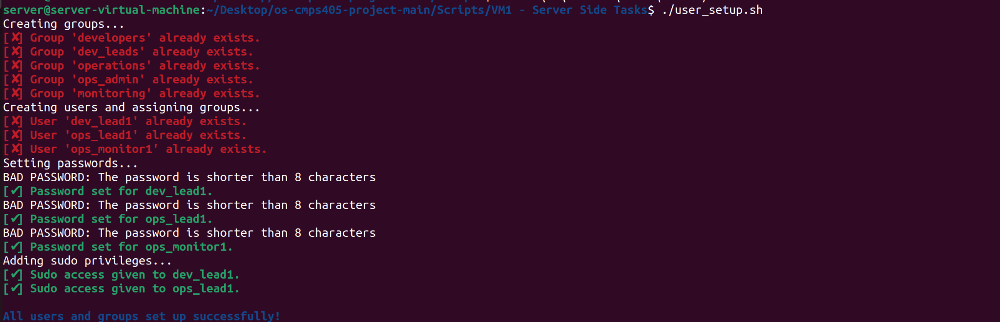 server@server-virtual-machine:~/Desktop/os-cmps405-project-main/Scripts/VM1 - Server Side Tasks$ ./user_setup.sh
Creating groups...
[✘] Group 'developers' already exists.
[✘] Group 'dev_leads' already exists.
[✘] Group 'operations' already exists.
[✘] Group 'ops_admin' already exists.
[✘] Group 'monitoring' already exists.
Creating users and assigning groups...
[✘] User 'dev_lead1' already exists.
[✘] User 'ops_lead1' already exists.
[✘] User 'ops_monitor1' already exists.
Setting passwords...
BAD PASSWORD: The password is shorter than 8 characters
[✔] Password set for dev_lead1.
BAD PASSWORD: The password is shorter than 8 characters
[✔] Password set for ops_lead1.
BAD PASSWORD: The password is shorter than 8 characters
[✔] Password set for ops_monitor1.
Adding sudo privileges...
[✔] Sudo access given to dev_lead1.
[✔] Sudo access given to ops_lead1.
All users and groups set up successfully!